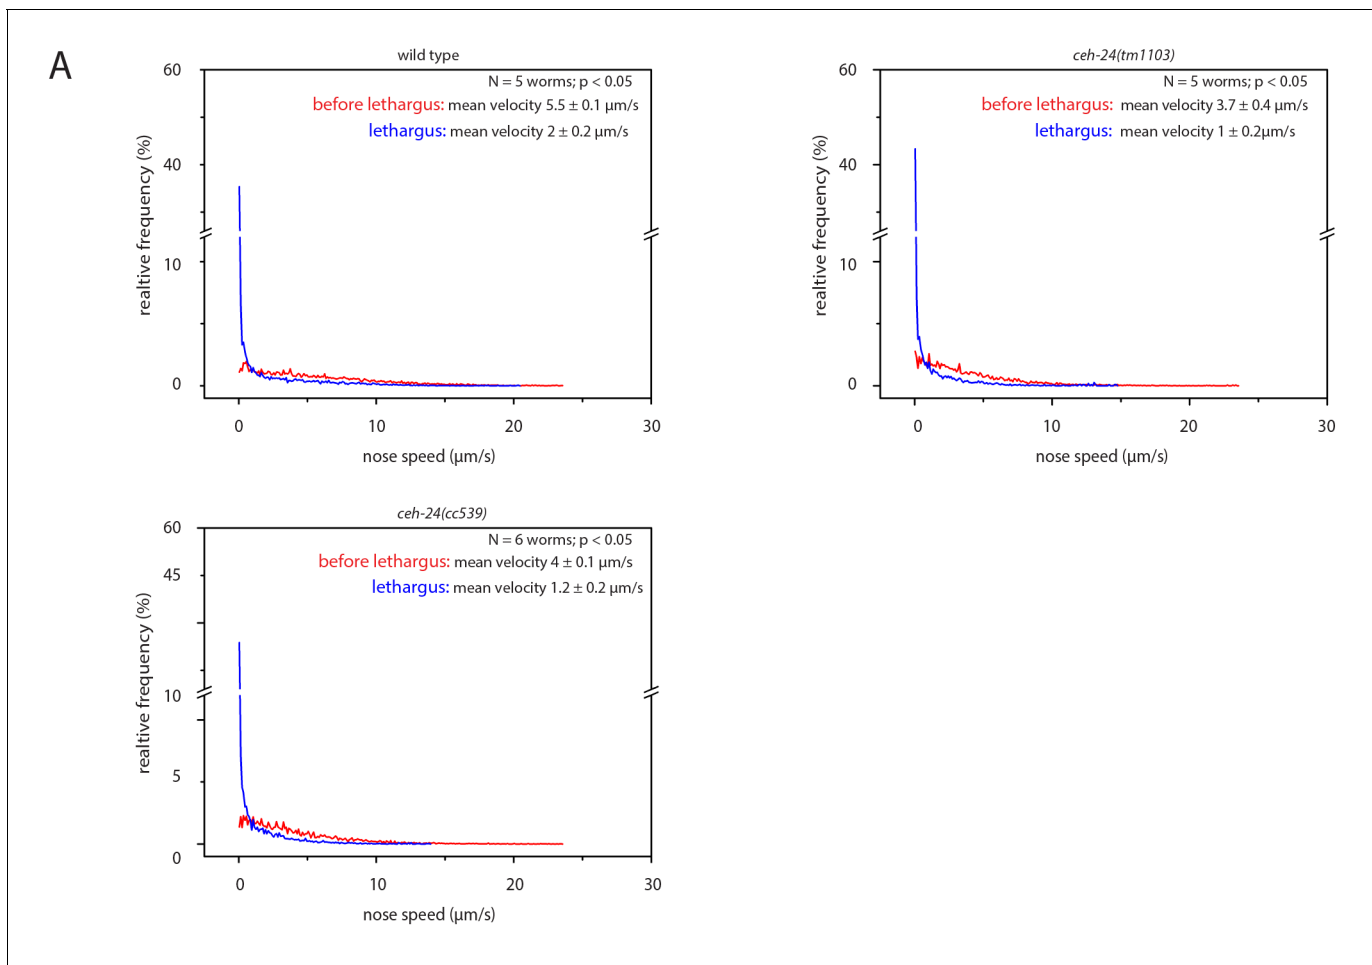 A
wild type
60
N = 5 worms; p < 0.05
before lethargus: mean velocity 5.5 ± 0.1 µm/s
lethargus: mean velocity 2 ± 0.2 µm/s
40
10
0
realtive frequency (%)
0 10 20 30
nose speed (µm/s)
ceh-24(tm1103)
60
N = 5 worms; p < 0.05
before lethargus: mean velocity 3.7 ± 0.4 µm/s
lethargus: mean velocity 1 ± 0.2µm/s
40
10
0
realtive frequency (%)
0 10 20 30
nose speed (µm/s)
ceh-24(cc539)
60
N = 6 worms; p < 0.05
before lethargus: mean velocity 4 ± 0.1 µm/s
45
lethargus: mean velocity 1.2 ± 0.2 µm/s
10
5
0
realtive frequency (%)
0 10 20 30
nose speed (µm/s)